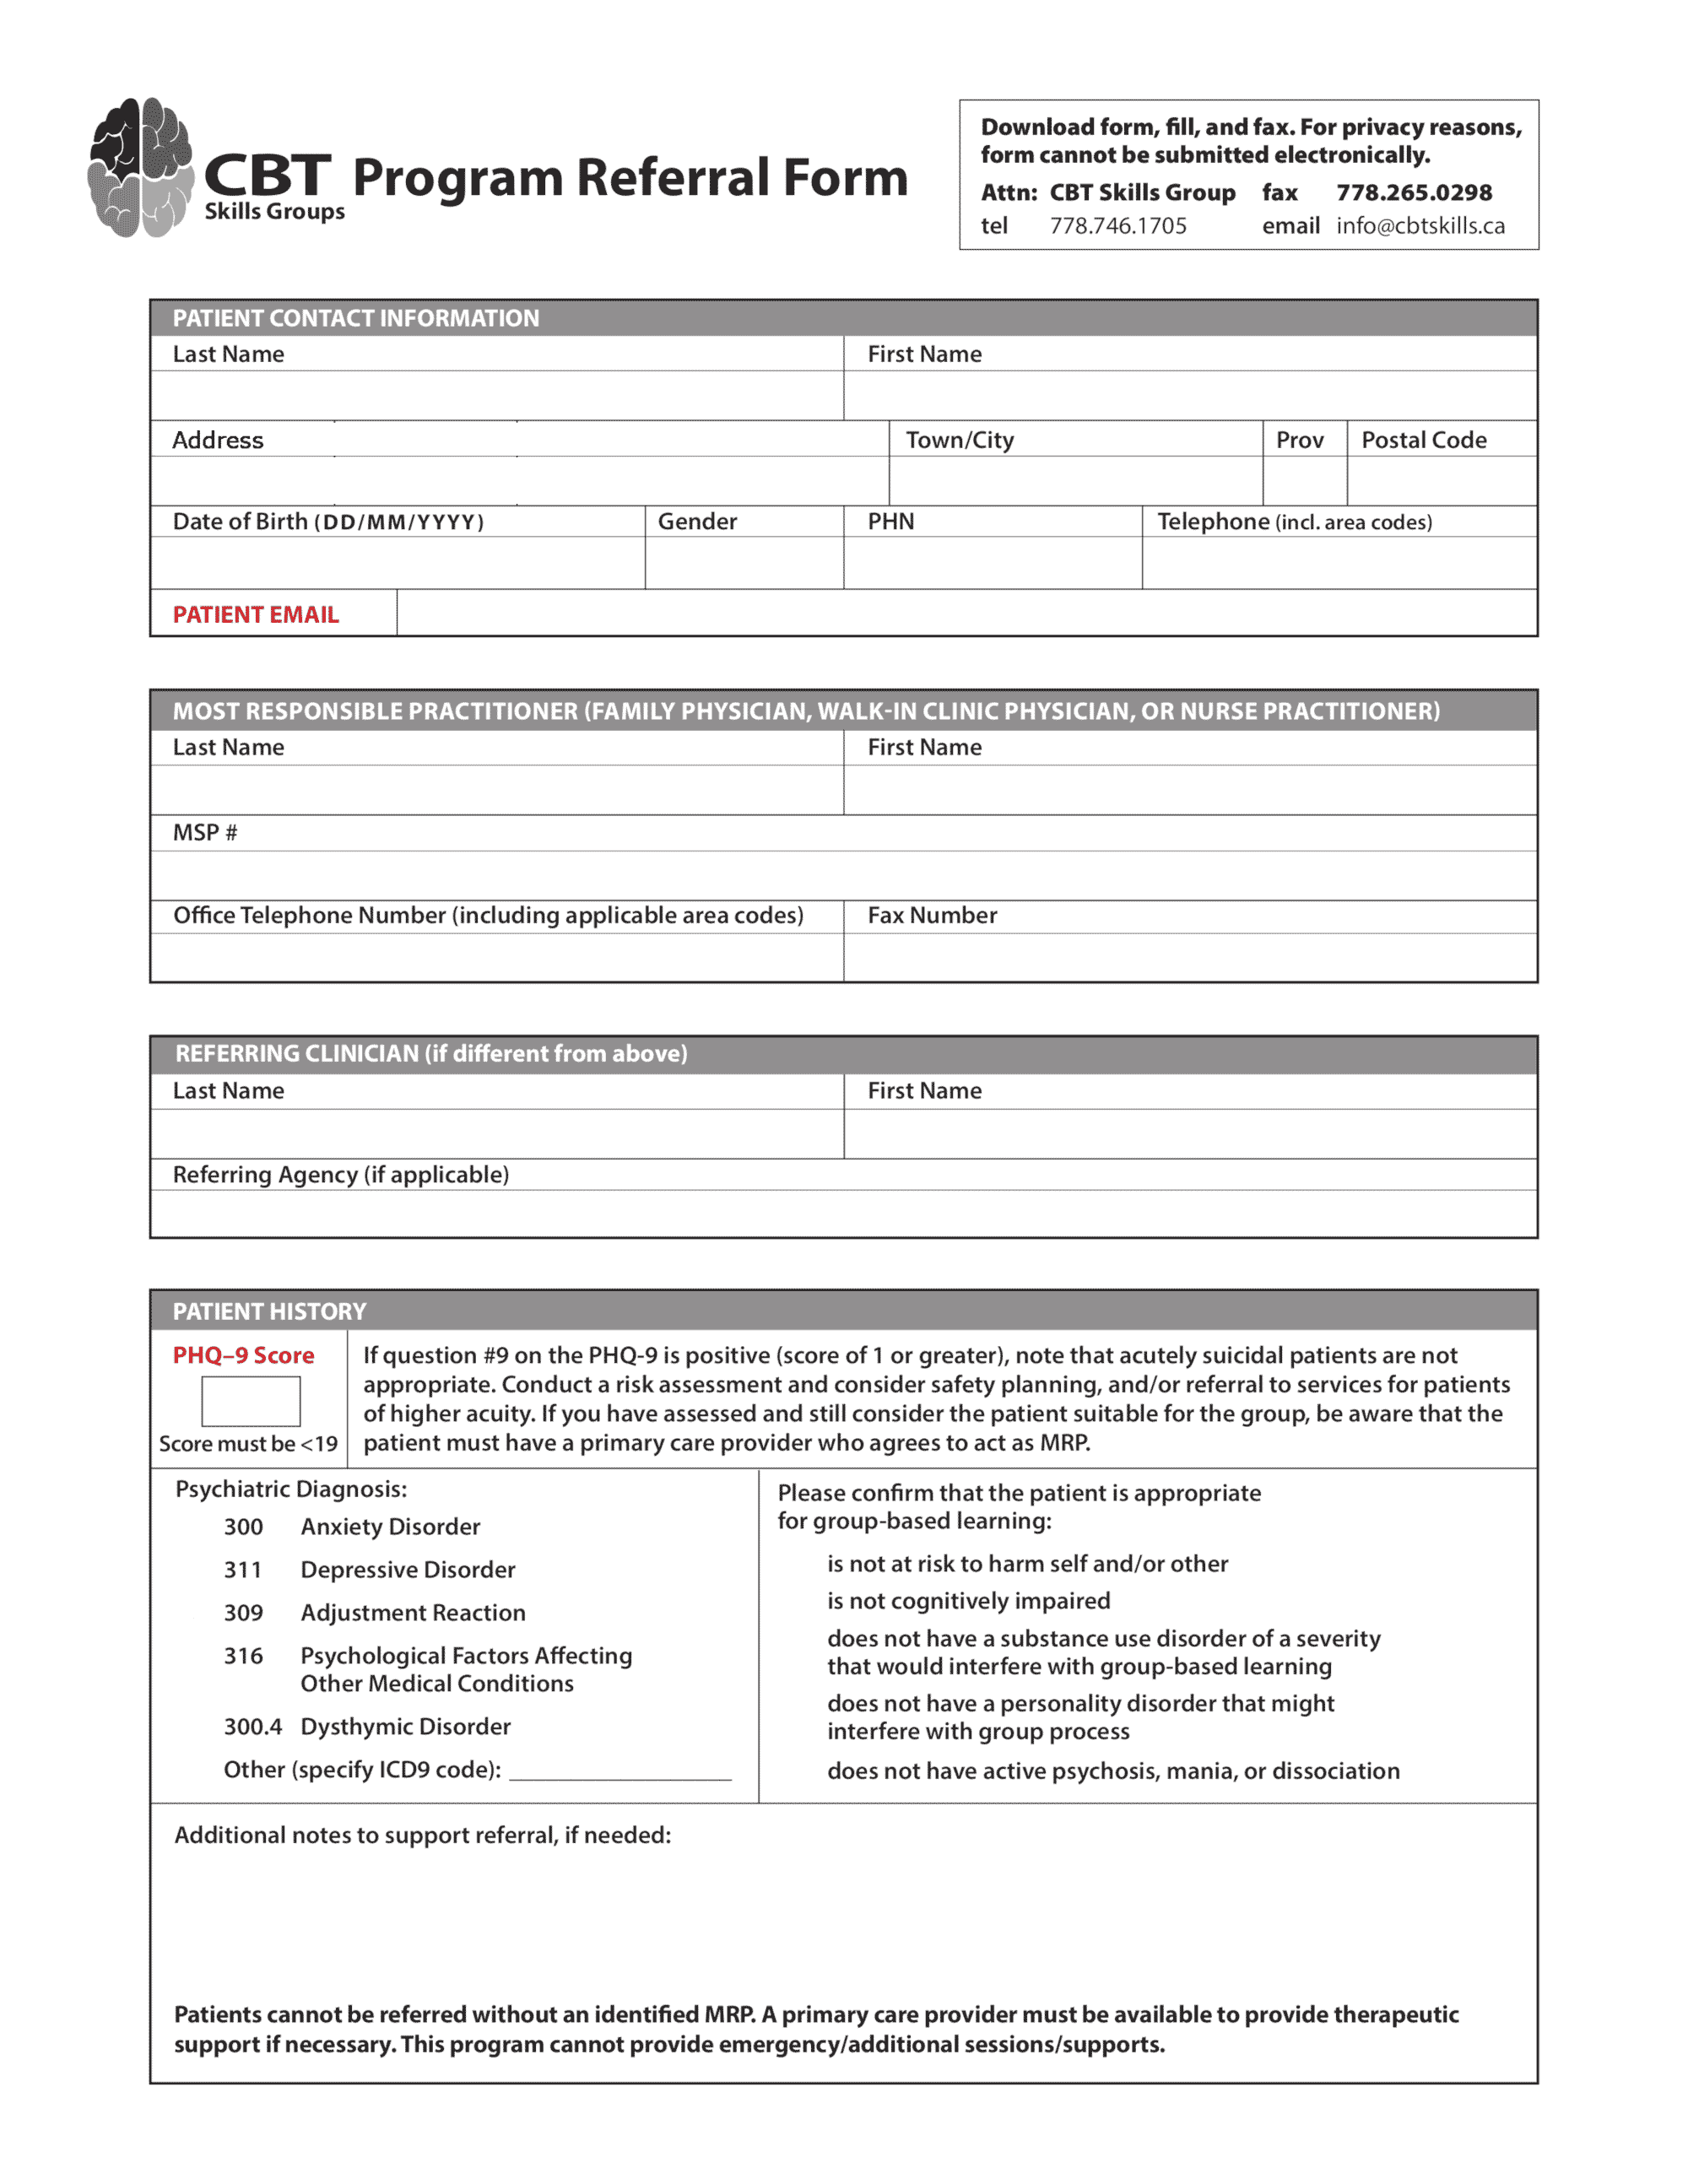 CBT Program Referral Form
Skills Groups
Download form, fill, and fax. For privacy reasons,
form cannot be submitted electronically.
Attn: CBT Skills Group fax 778.265.0298
tel 778.746.1705 email info@cbtskills.ca
PATIENT CONTACT INFORMATION
Last Name First Name
Address Town/City Prov Postal Code
Date of Birth (DD/MM/YYYY) Gender PHN Telephone (incl. area codes)
PATIENT EMAIL
MOST RESPONSIBLE PRACTITIONER (FAMILY PHYSICIAN, WALK-IN CLINIC PHYSICIAN, OR NURSE PRACTITIONER)
Last Name First Name
MSP #
Office Telephone Number (including applicable area codes) Fax Number
REFERRING CLINICIAN (if different from above)
Last Name First Name
Referring Agency (if applicable)
PATIENT HISTORY
PHQ–9 Score
Score must be <19
If question #9 on the PHQ-9 is positive (score of 1 or greater), note that acutely suicidal patients are not
appropriate. Conduct a risk assessment and consider safety planning, and/or referral to services for patients
of higher acuity. If you have assessed and still consider the patient suitable for the group, be aware that the
patient must have a primary care provider who agrees to act as MRP.
Psychiatric Diagnosis:
300 Anxiety Disorder
311 Depressive Disorder
309 Adjustment Reaction
316 Psychological Factors Affecting
Other Medical Conditions
300.4 Dysthymic Disorder
Other (specify ICD9 code): __________________
Please confirm that the patient is appropriate
for group-based learning:
is not at risk to harm self and/or other
is not cognitively impaired
does not have a substance use disorder of a severity
that would interfere with group-based learning
does not have a personality disorder that might
interfere with group process
does not have active psychosis, mania, or dissociation
Additional notes to support referral, if needed:
Patients cannot be referred without an identified MRP. A primary care provider must be available to provide therapeutic
support if necessary. This program cannot provide emergency/additional sessions/supports.